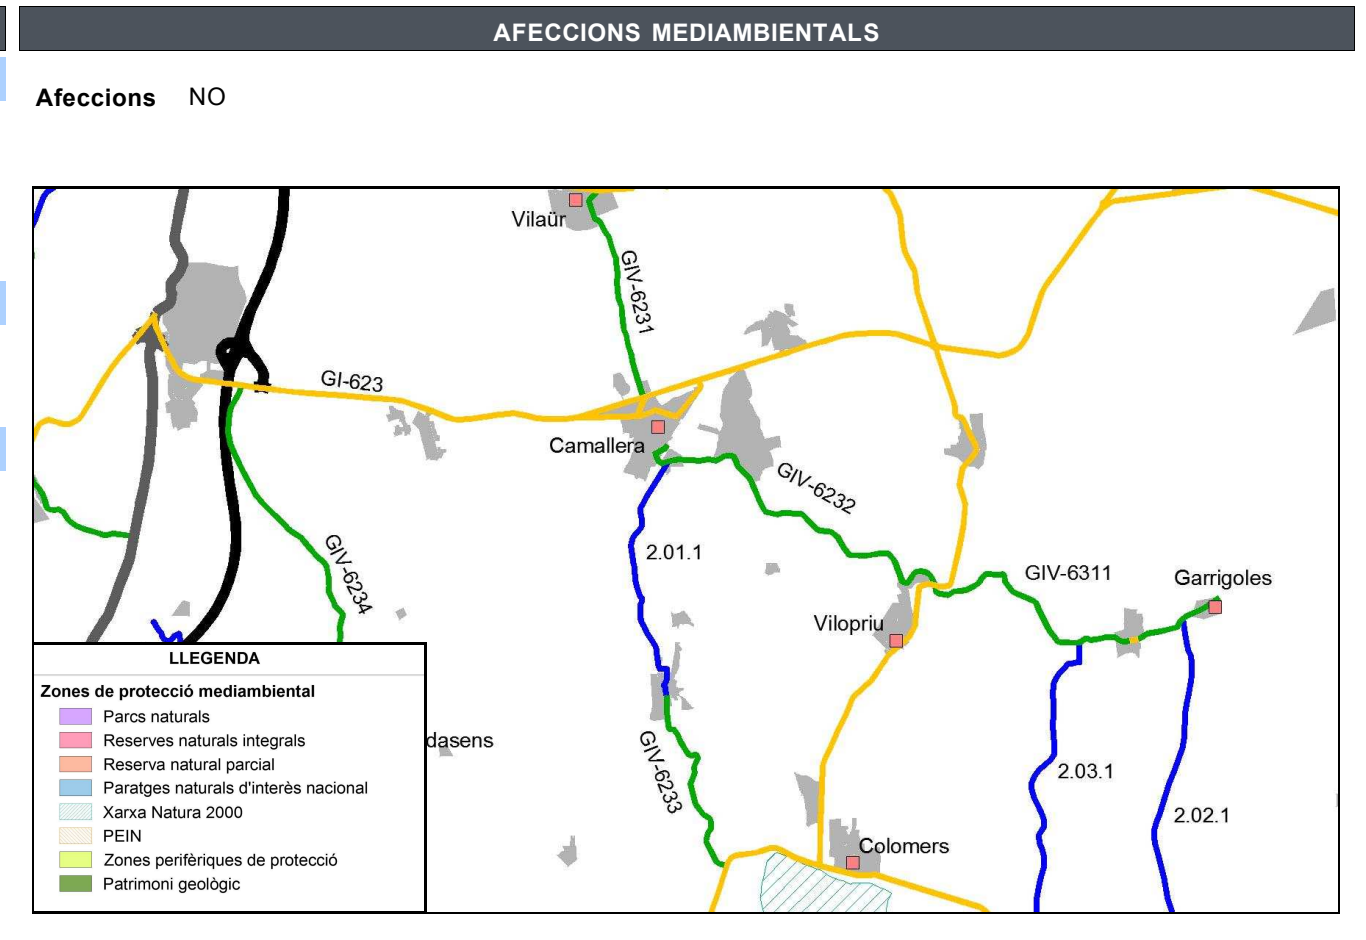 AFECCIONS MEDIAMBIENTALS
Afeccions NO
Vilaür
GIV-6231
GI-623
Camallera
GIV-6232
2.01.1
GIV-6234
GIV-6311
Garrigoles
Vilopriu
dasens
GIV-6233
2.03.1
2.02.1
Colomers
LLEGENDA
Zones de protecció mediambiental
Parcs naturals
Reserves naturals integrals
Reserva natural parcial
Paratges naturals d'interès nacional
Xarxa Natura 2000
PEIN
Zones perifèriques de protecció
Patrimoni geològic